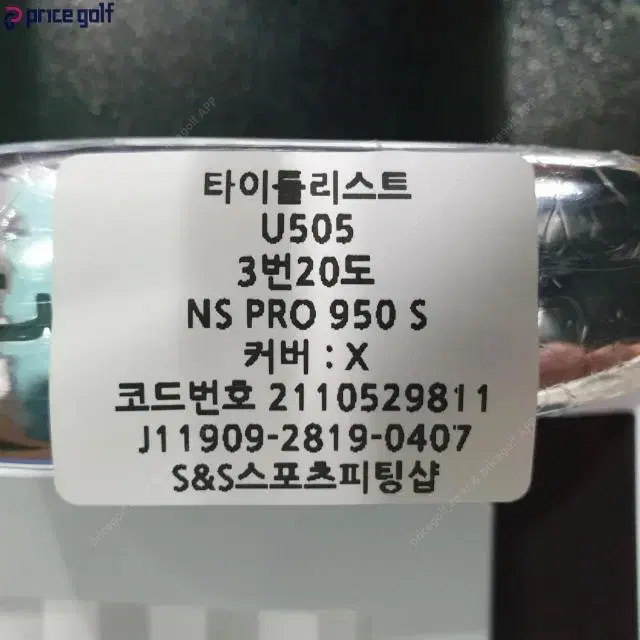 price golf
타이틀리스트
U505
3번20도
NS PRO 950 S
커버 : X
코드번호 2110529811
J11909-2819-0407
S&S스포츠피팅샵